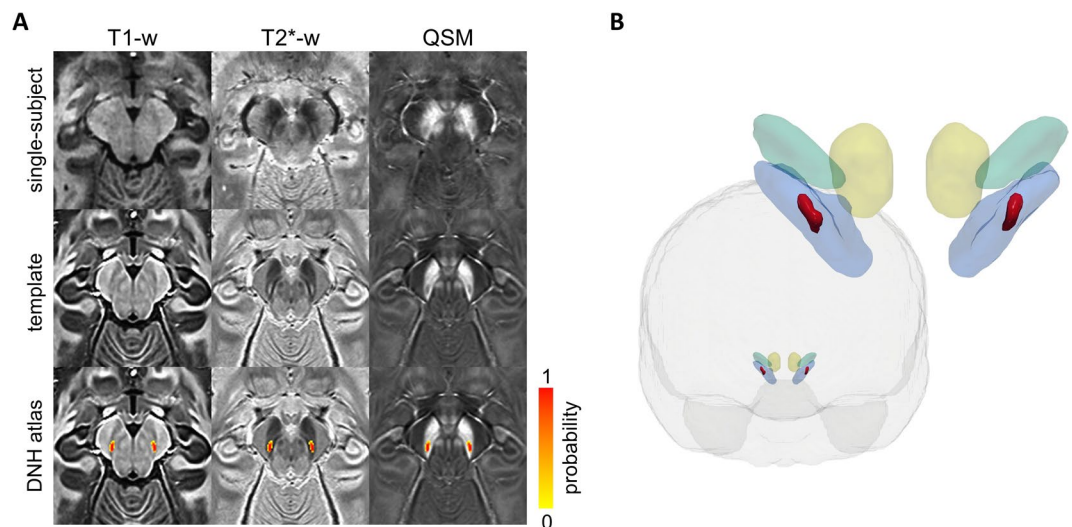 A
B
T1-w
T2*-w
QSM
single-subject
template
DNH atlas
1
probability
0